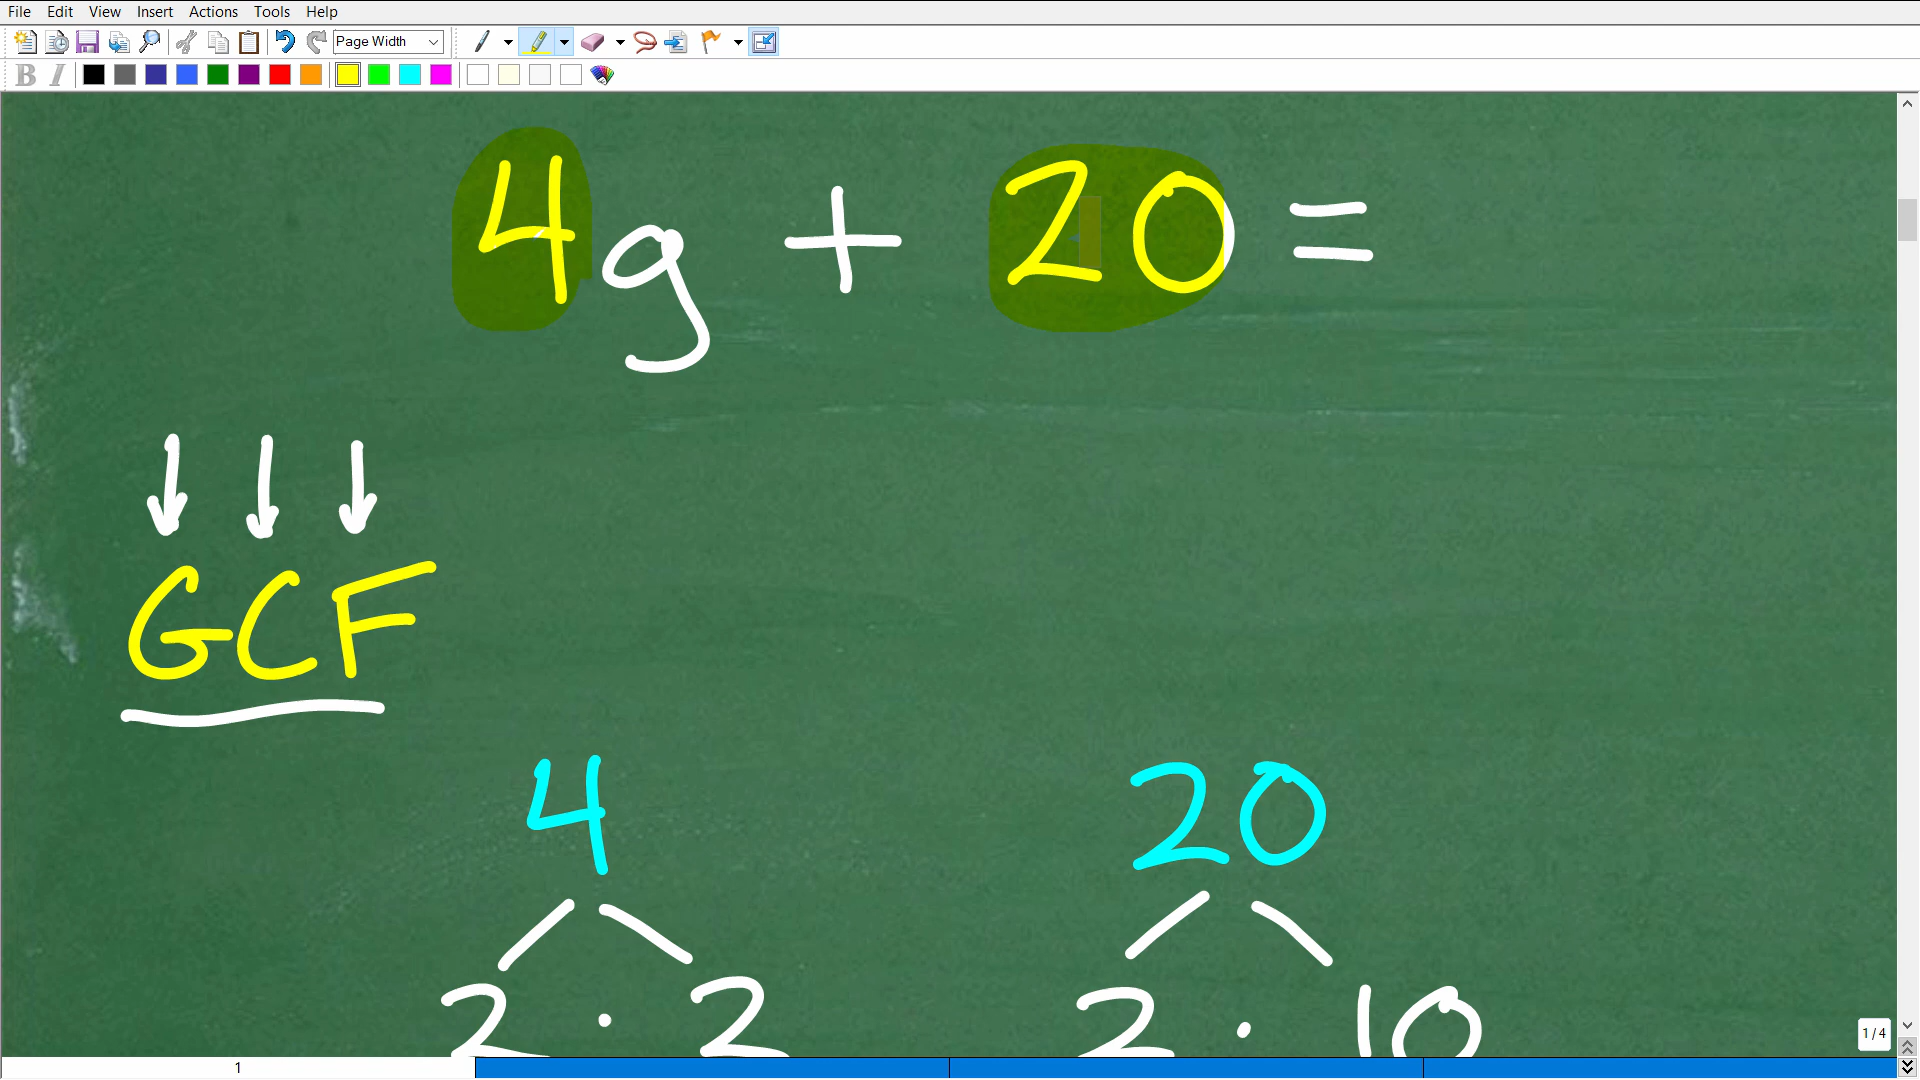 File Edit View Insert Actions Tools Help
Page Width
B I
4g + 20 =
GCF
4 20
2 · 2 2 · 10
1 / 4
1